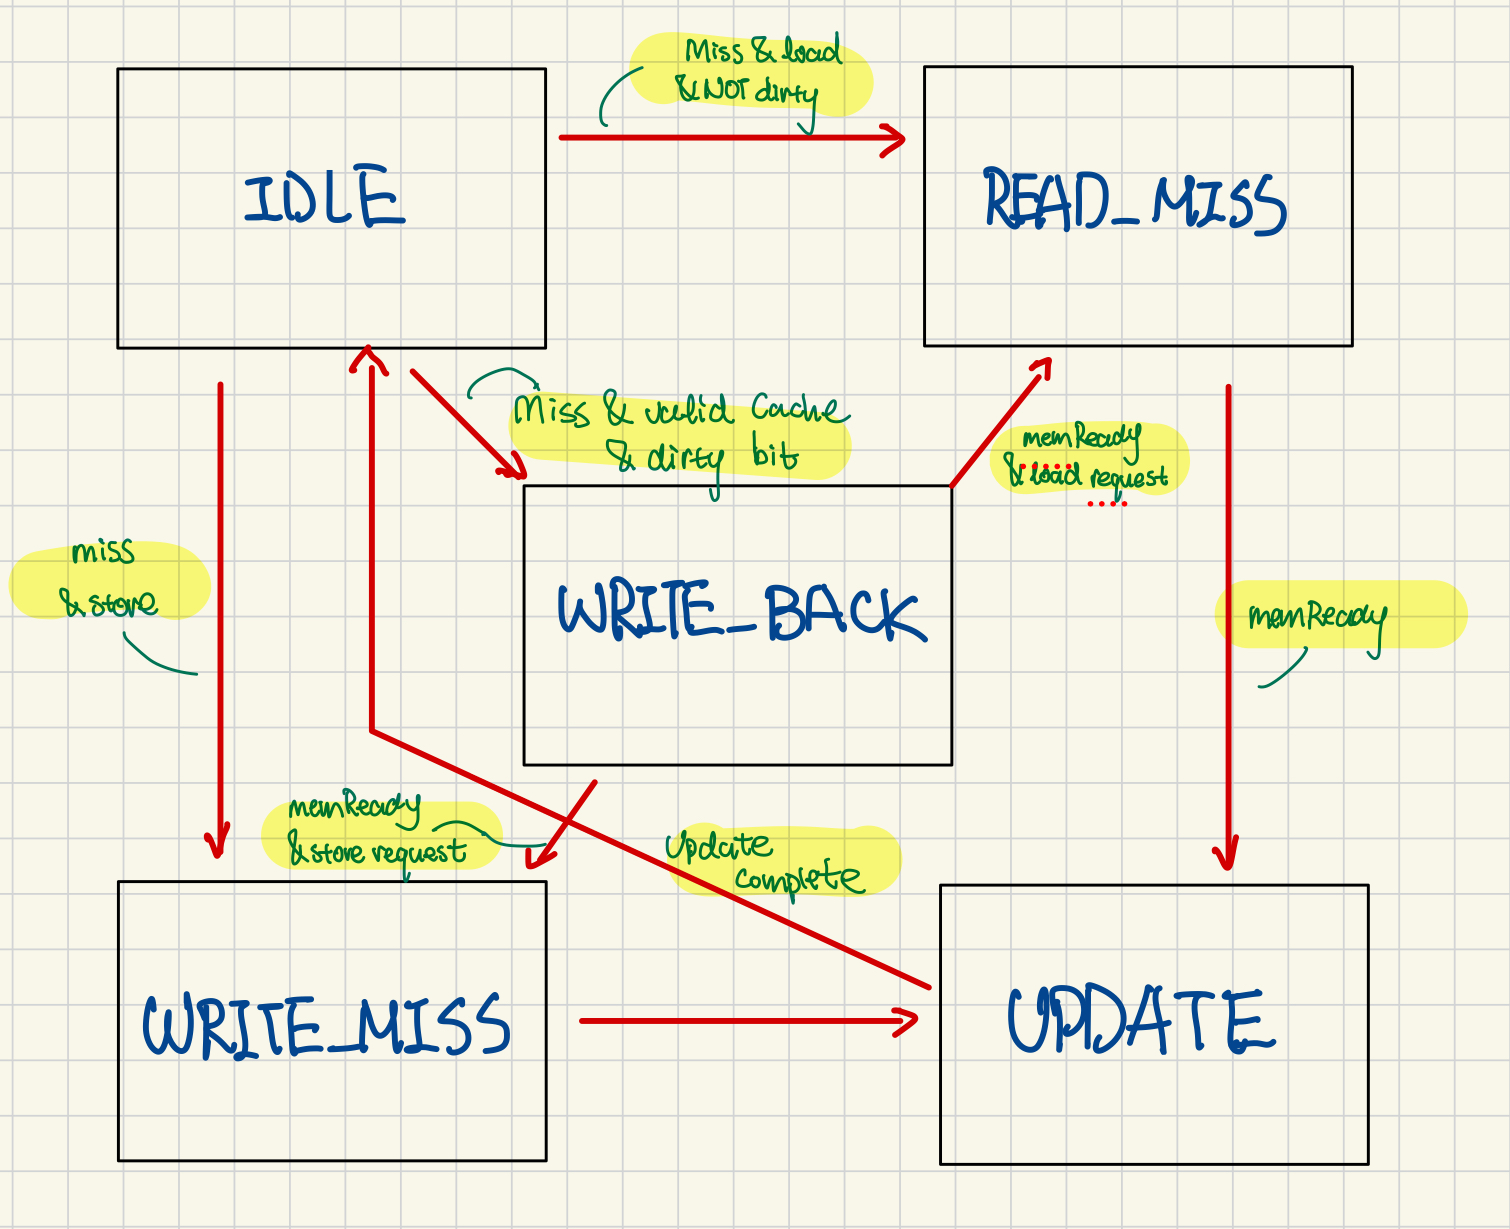 Miss & load
& NOT dirty
IDLE
READ_MISS
Miss & valid Cache
& dirty bit
memReady
& load request
miss
& store
WRITE_BACK
memReady
memReady
& store request
Update
complete
WRITE_MISS
UPDATE